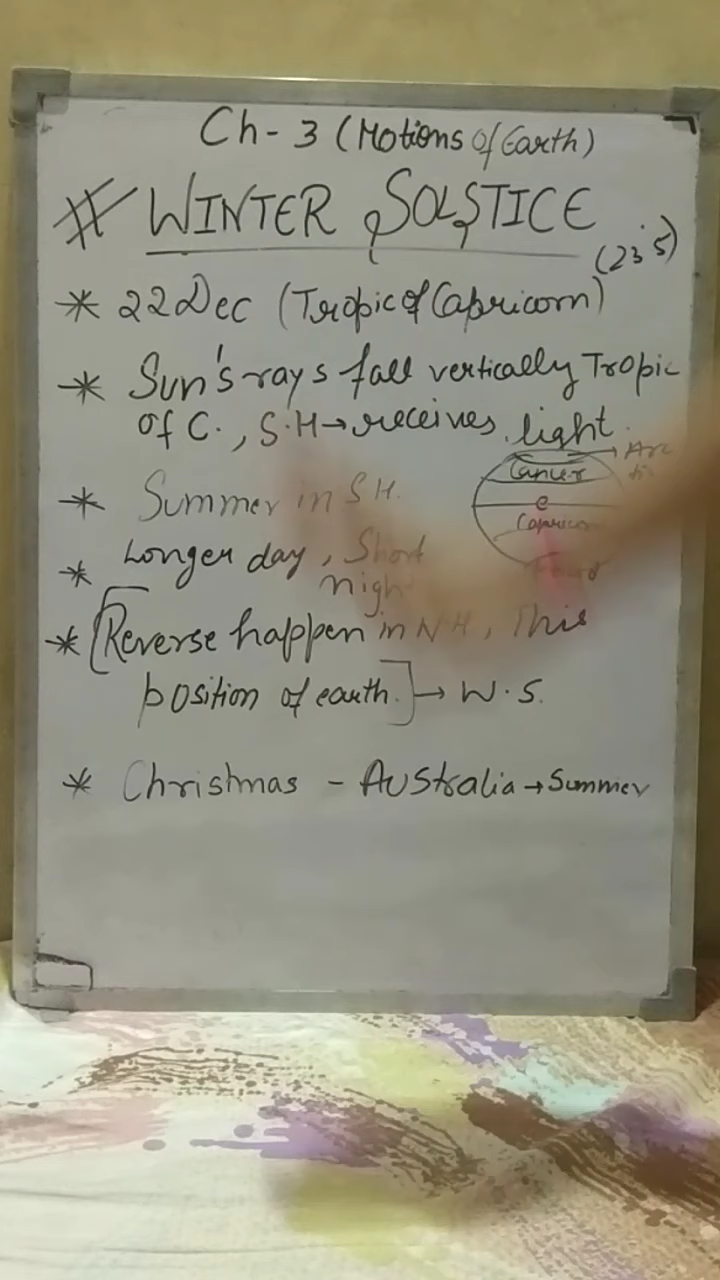 Ch-3 (Motions of Earth)
# WINTER SOLSTICE
(23°5)
* 22 Dec (Tropic of Capricorn)
* Sun's rays fall vertically Tropic
of C., S.H → receives light
Cancer
e
* Summer in S H.
* Longer day, Short
night
* [Reverse happen in N H, This
position of earth.] → W.S.
* Christmas - Australia → Summer